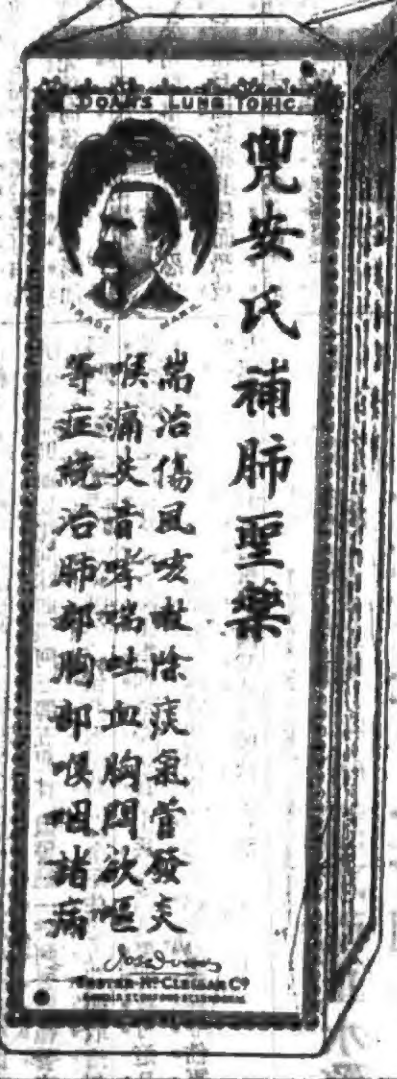 DOAN'S LUNG TONIC
TRADE MARK
兜安氏補肺聖藥
耑治傷風咳嗽除痰氣管發炎
喉痛失音哮喘吐血胸悶欲嘔
等症統治肺部胸部喉咽諸病
FOSTER-McCLELLAN Co